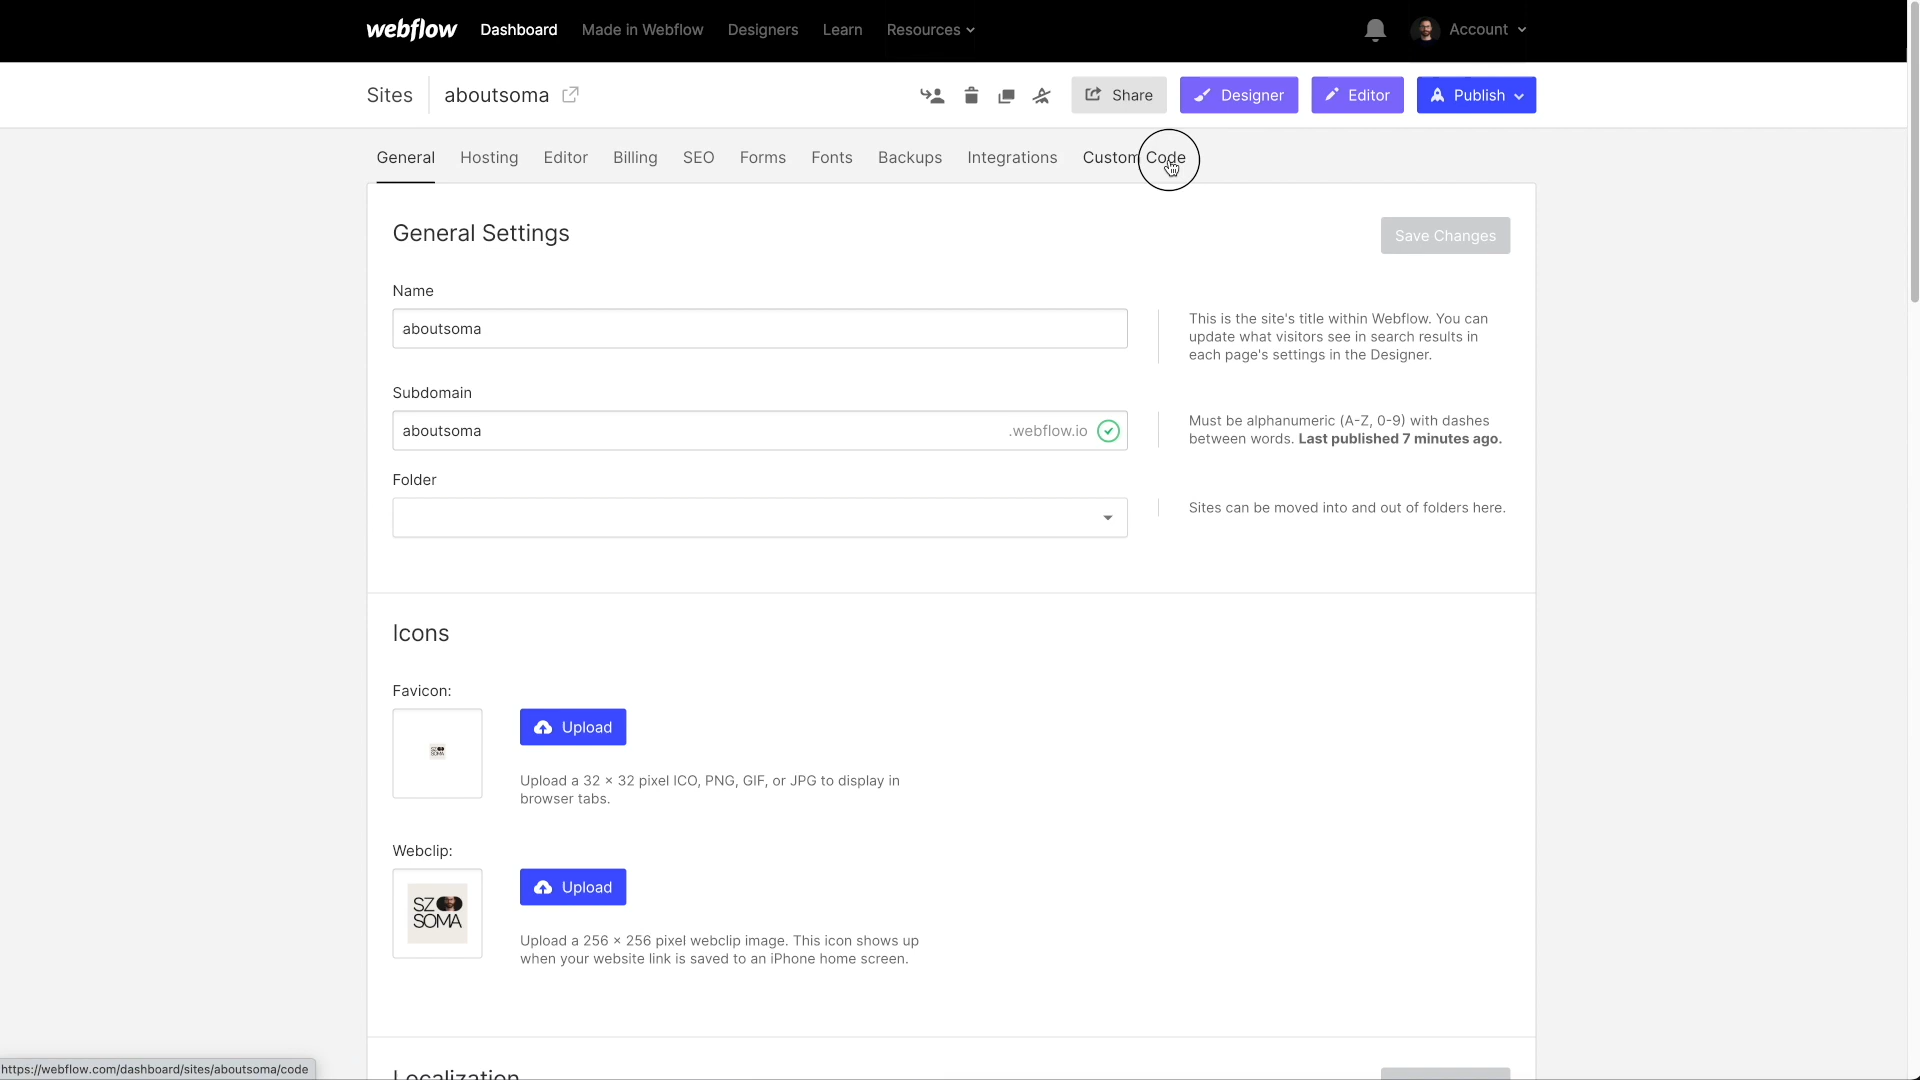 webflow Dashboard Made in Webflow Designers Learn Resources Account
Sites aboutsoma Share Designer Editor Publish
General Hosting Editor Billing SEO Forms Fonts Backups Integrations Custom Code
General Settings
Save Changes
Name
aboutsoma
This is the site's title within Webflow. You can
update what visitors see in search results in
each page's settings in the Designer.
Subdomain
aboutsoma .webflow.io
Must be alphanumeric (A-Z, 0-9) with dashes
between words. Last published 7 minutes ago.
Folder
Sites can be moved into and out of folders here.
Icons
Favicon:
SZ
SOMA
Upload
Upload a 32 × 32 pixel ICO, PNG, GIF, or JPG to display in
browser tabs.
Webclip:
SZ
SOMA
Upload
Upload a 256 × 256 pixel webclip image. This icon shows up
when your website link is saved to an iPhone home screen.
Localization
https://webflow.com/dashboard/sites/aboutsoma/code